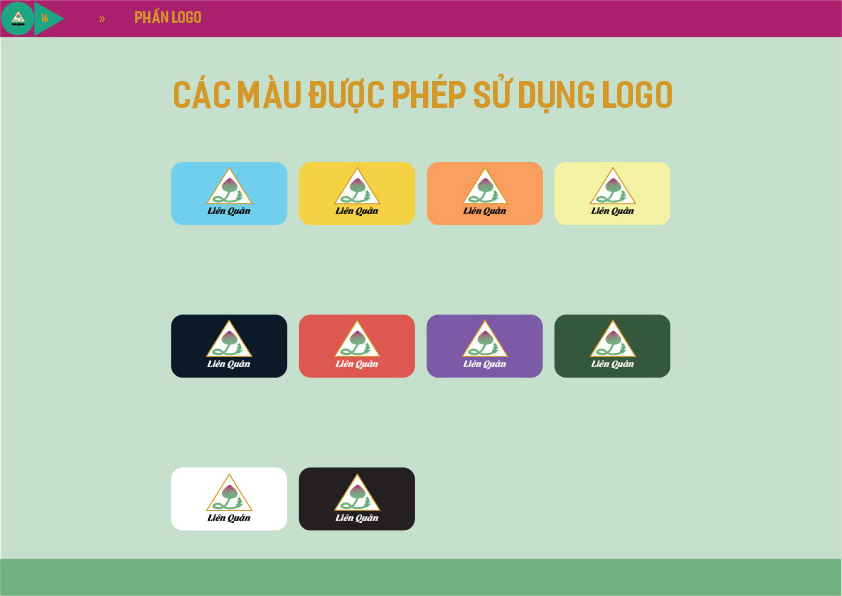 16 » PHẦN LOGO
CÁC MÀU ĐƯỢC PHÉP SỬ DỤNG LOGO
Liên Quân Liên Quân Liên Quân Liên Quân
Liên Quân Liên Quân Liên Quân Liên Quân
Liên Quân Liên Quân